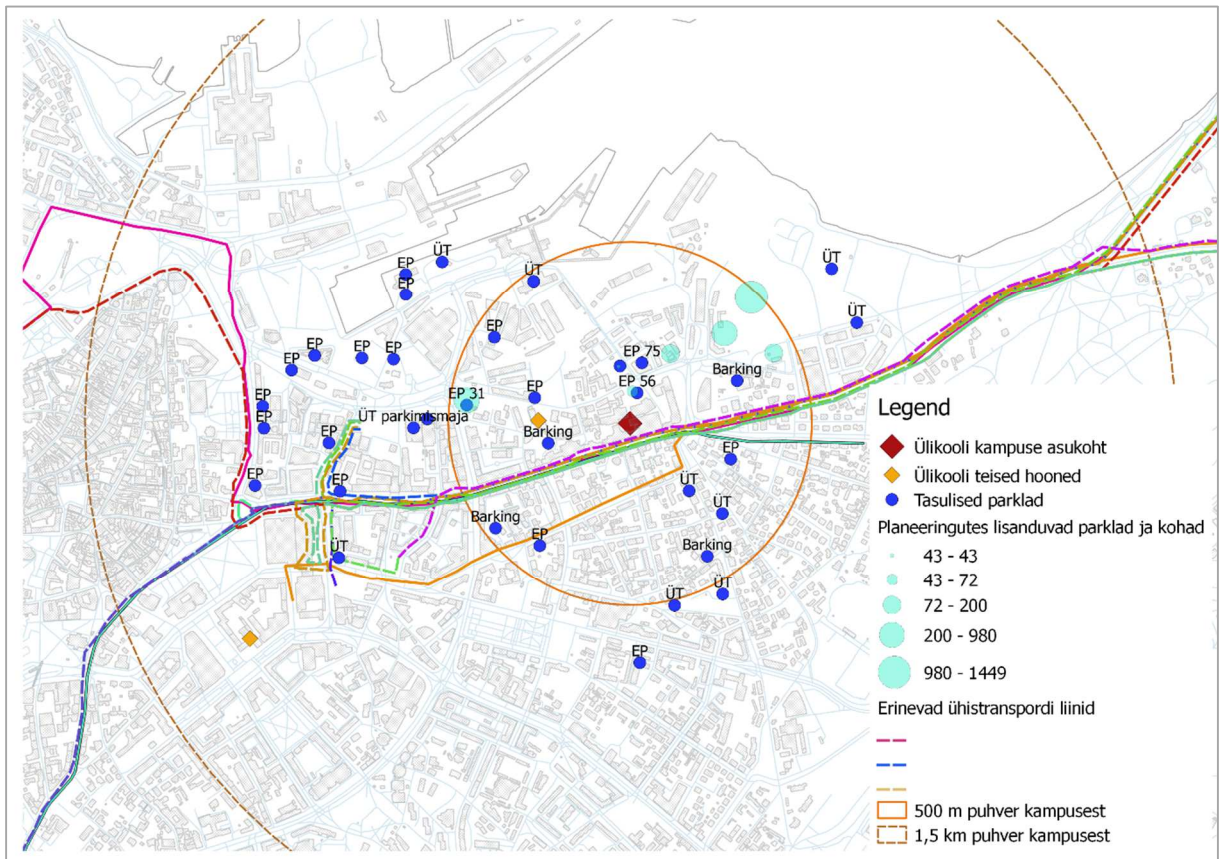 ÜT
ÜT
EP
ÜT
EP
ÜT
EP
EP
EP
EP 75
EP
EP 56
Barking
EP
EP 31
EP
EP
ÜT parkimismaja
EP
Barking
EP
EP
EP
ÜT
ÜT
Barking
EP
ÜT
Barking
ÜT
EP
Legend
Ülikooli kampuse asukoht
Ülikooli teised hooned
Tasulised parklad
Planeeringutes lisanduvad parklad ja kohad
43 - 43
43 - 72
72 - 200
200 - 980
980 - 1449
Erinevad ühistranspordi liinid
500 m puhver kampusest
1,5 km puhver kampusest